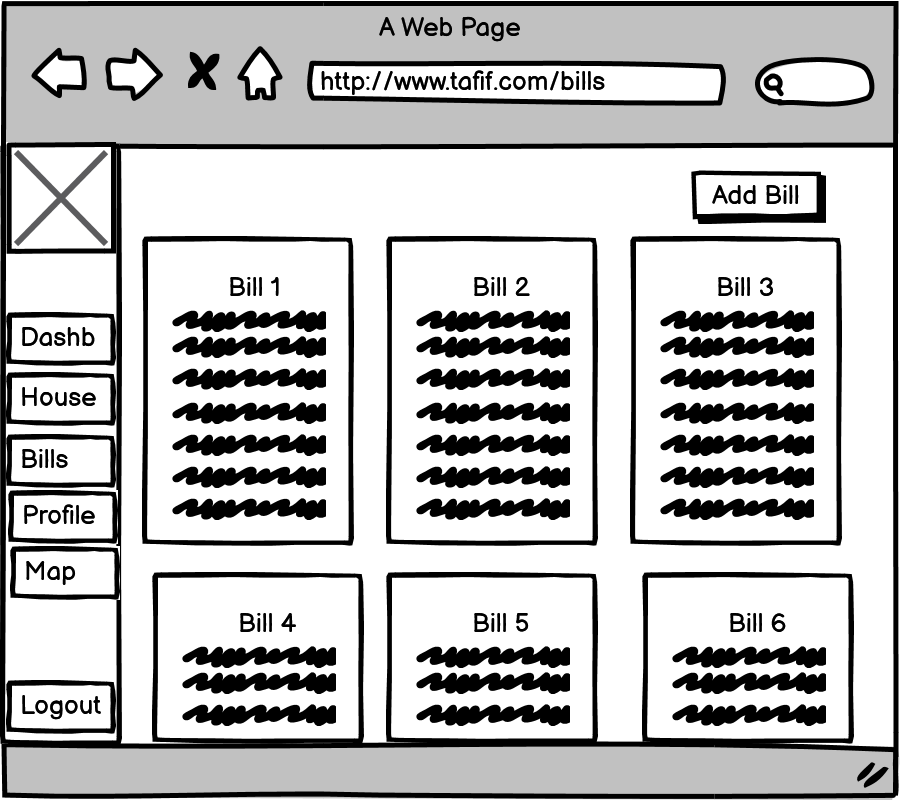 A Web Page
http://www.tafif.com/bills
Add Bill
Dashb
House
Bills
Profile
Map
Logout
Bill 1
Bill 2
Bill 3
Bill 4
Bill 5
Bill 6